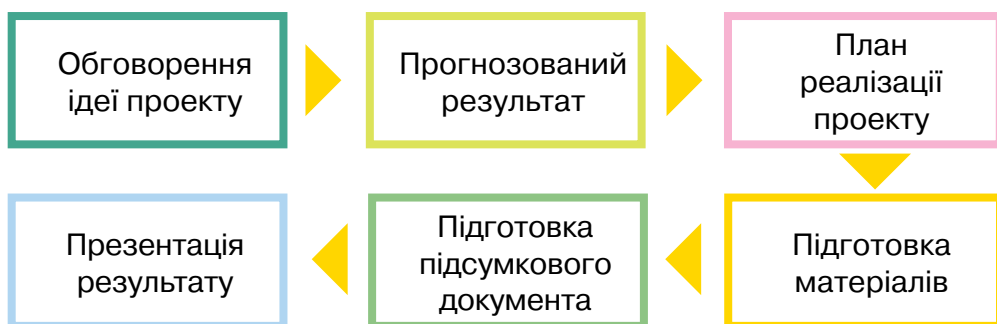 Обговорення
ідеї проекту
Прогнозований
результат
План
реалізації
проекту
Підготовка
матеріалів
Підготовка
підсумкового
документа
Презентація
результату